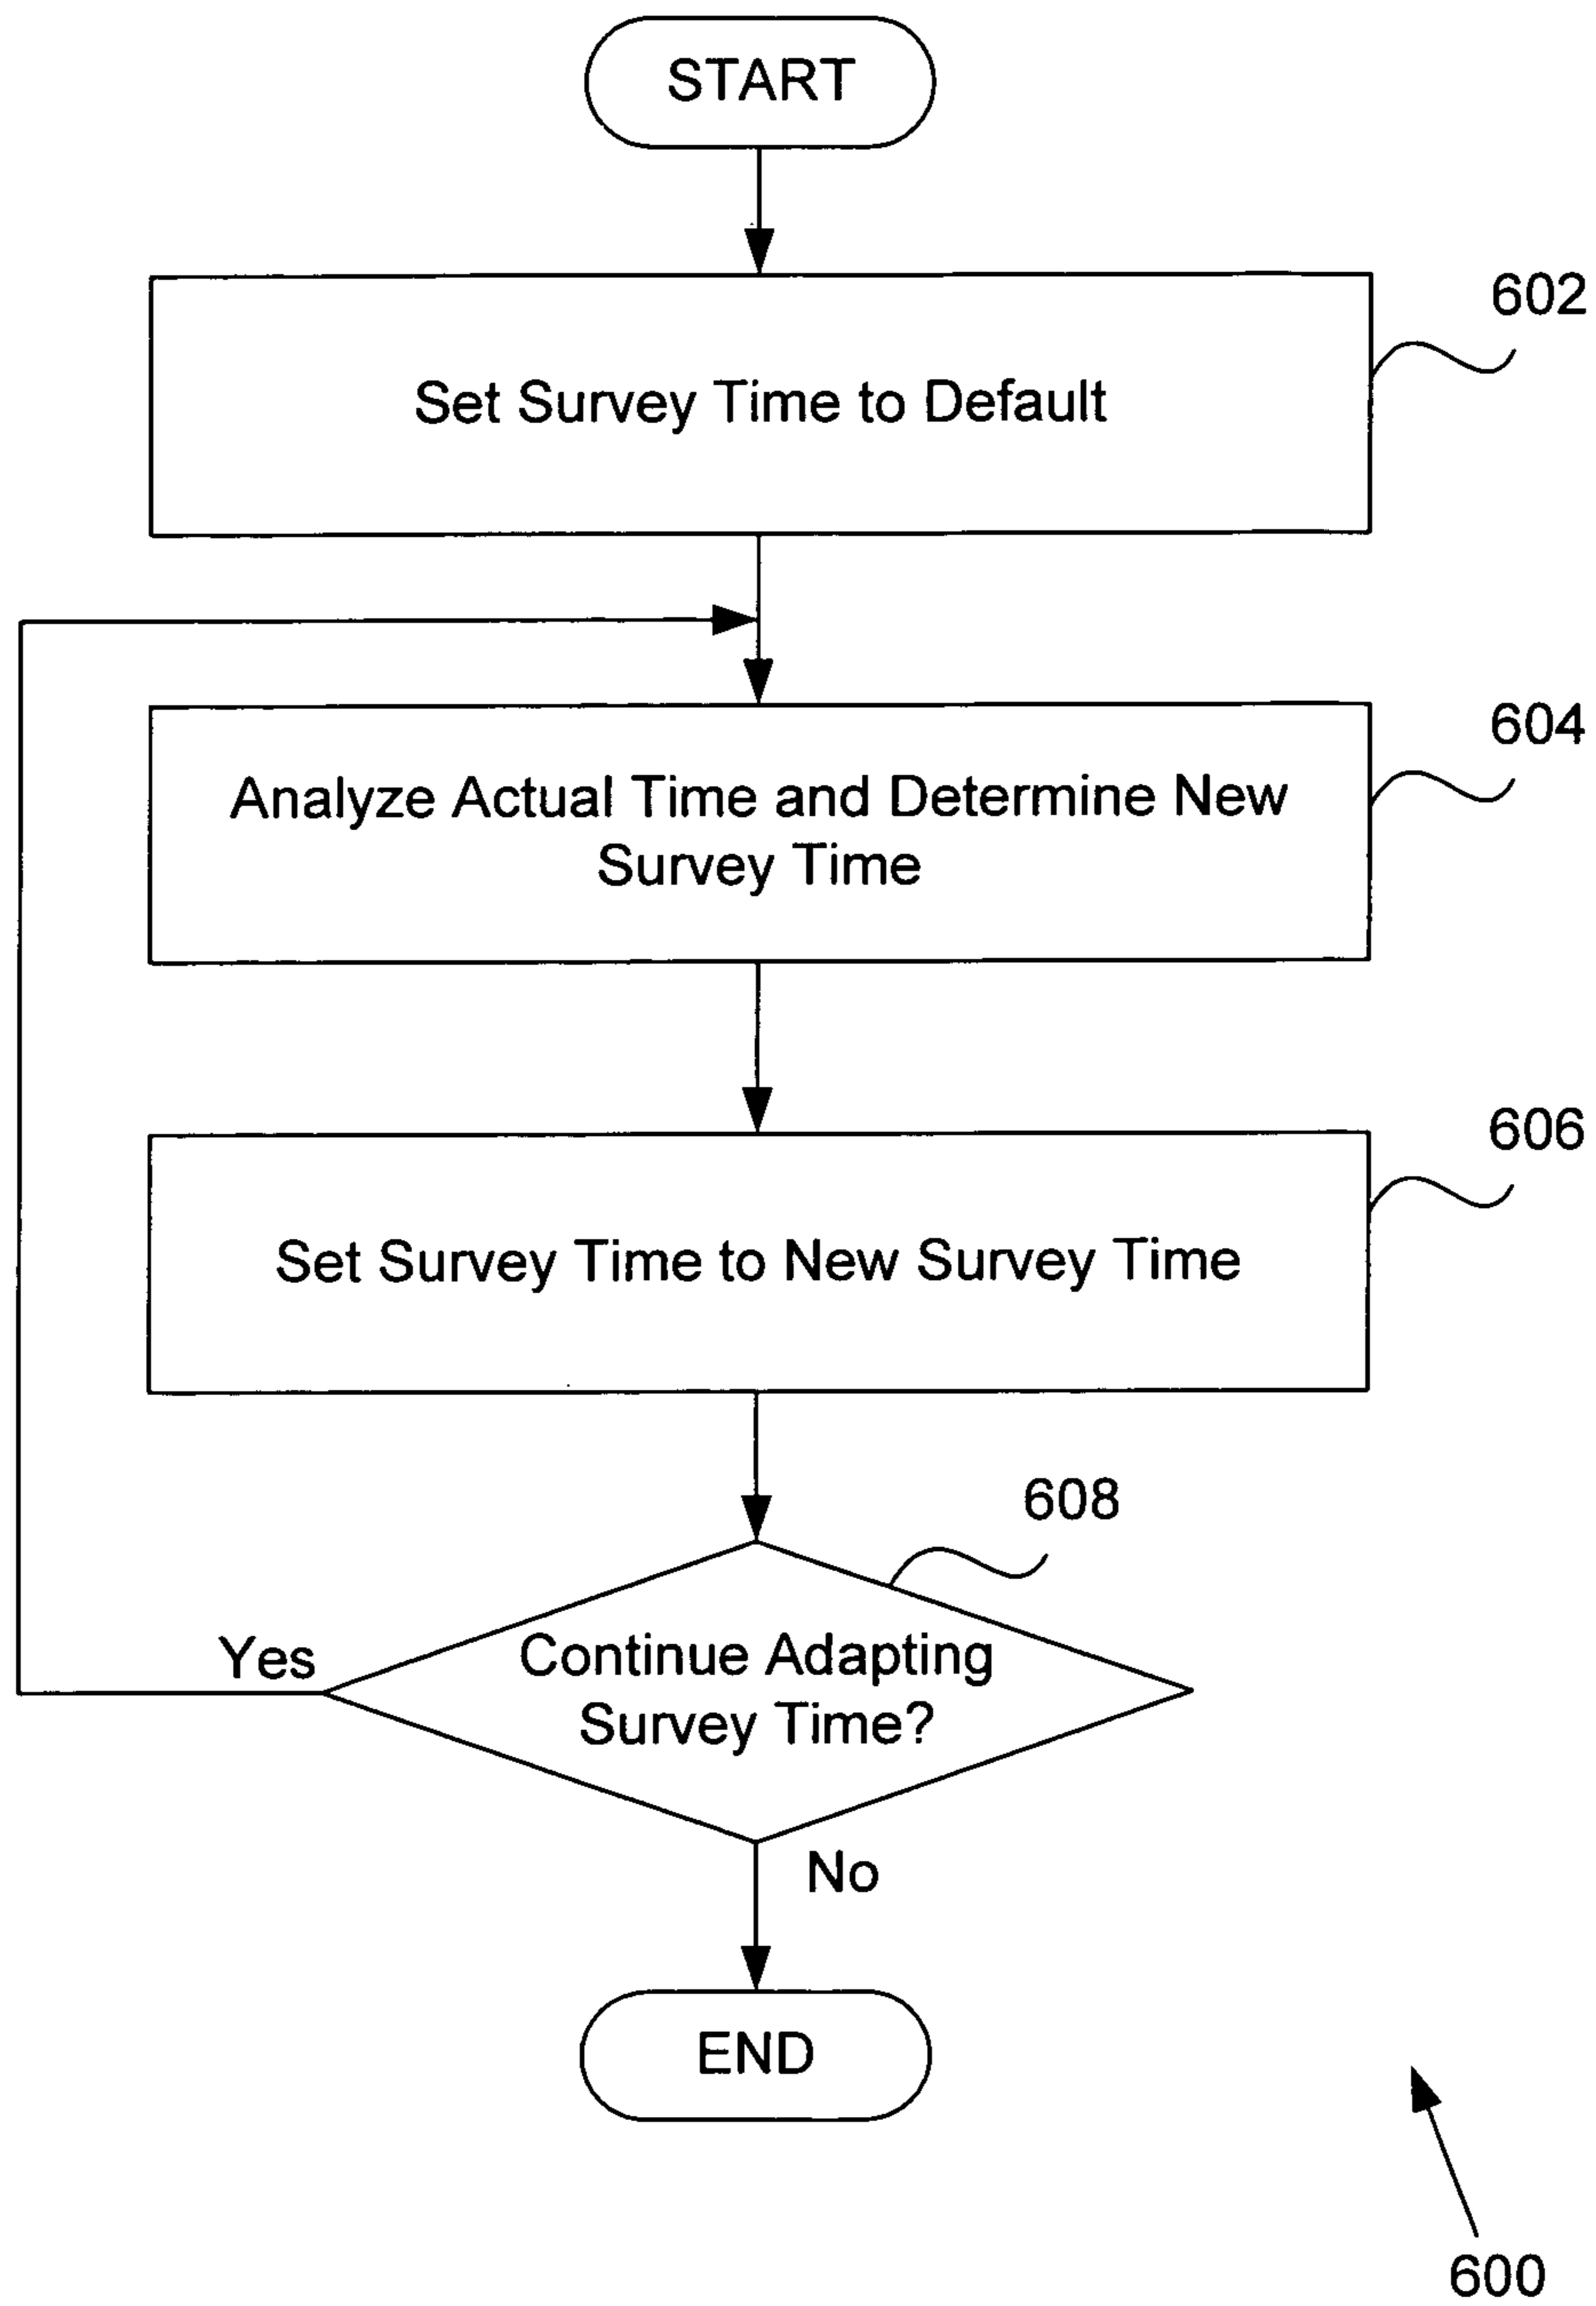 START
602
Set Survey Time to Default
604
Analyze Actual Time and Determine New
Survey Time
606
Set Survey Time to New Survey Time
608
Continue Adapting
Survey Time?
Yes
No
END
600